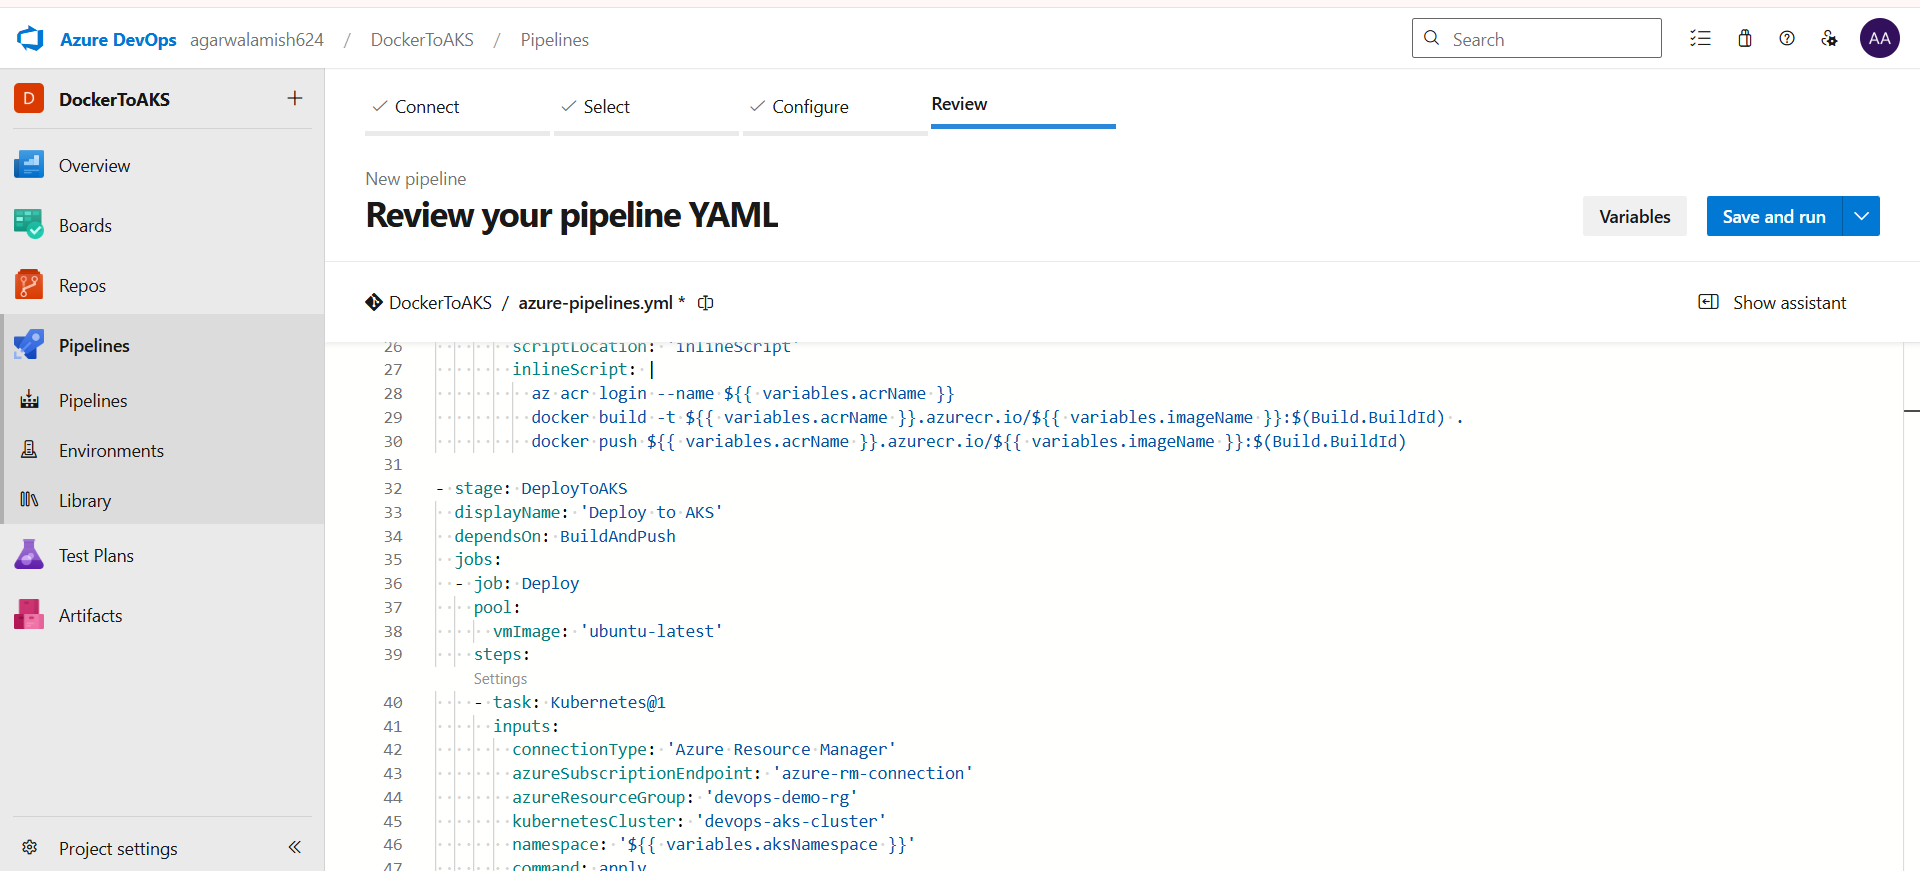 Azure DevOps agarwalamish624 / DockerToAKS / Pipelines
Search
AA
D DockerToAKS
Overview
Boards
Repos
Pipelines
Pipelines
Environments
Library
Test Plans
Artifacts
Project settings
Connect
Select
Configure
Review
New pipeline
Review your pipeline YAML
Variables
Save and run
DockerToAKS / azure-pipelines.yml *
Show assistant
26 scriptLocation: 'inlineScript'
27 inlineScript: |
28 az acr login --name ${{ variables.acrName }}
29 docker build -t ${{ variables.acrName }}.azurecr.io/${{ variables.imageName }}:$(Build.BuildId) .
30 docker push ${{ variables.acrName }}.azurecr.io/${{ variables.imageName }}:$(Build.BuildId)
31
32 - stage: DeployToAKS
33 displayName: 'Deploy to AKS'
34 dependsOn: BuildAndPush
35 jobs:
36 - job: Deploy
37 pool:
38 vmImage: 'ubuntu-latest'
39 steps:
Settings
40 - task: Kubernetes@1
41 inputs:
42 connectionType: 'Azure Resource Manager'
43 azureSubscriptionEndpoint: 'azure-rm-connection'
44 azureResourceGroup: 'devops-demo-rg'
45 kubernetesCluster: 'devops-aks-cluster'
46 namespace: '${{ variables.aksNamespace }}'
47 command: apply